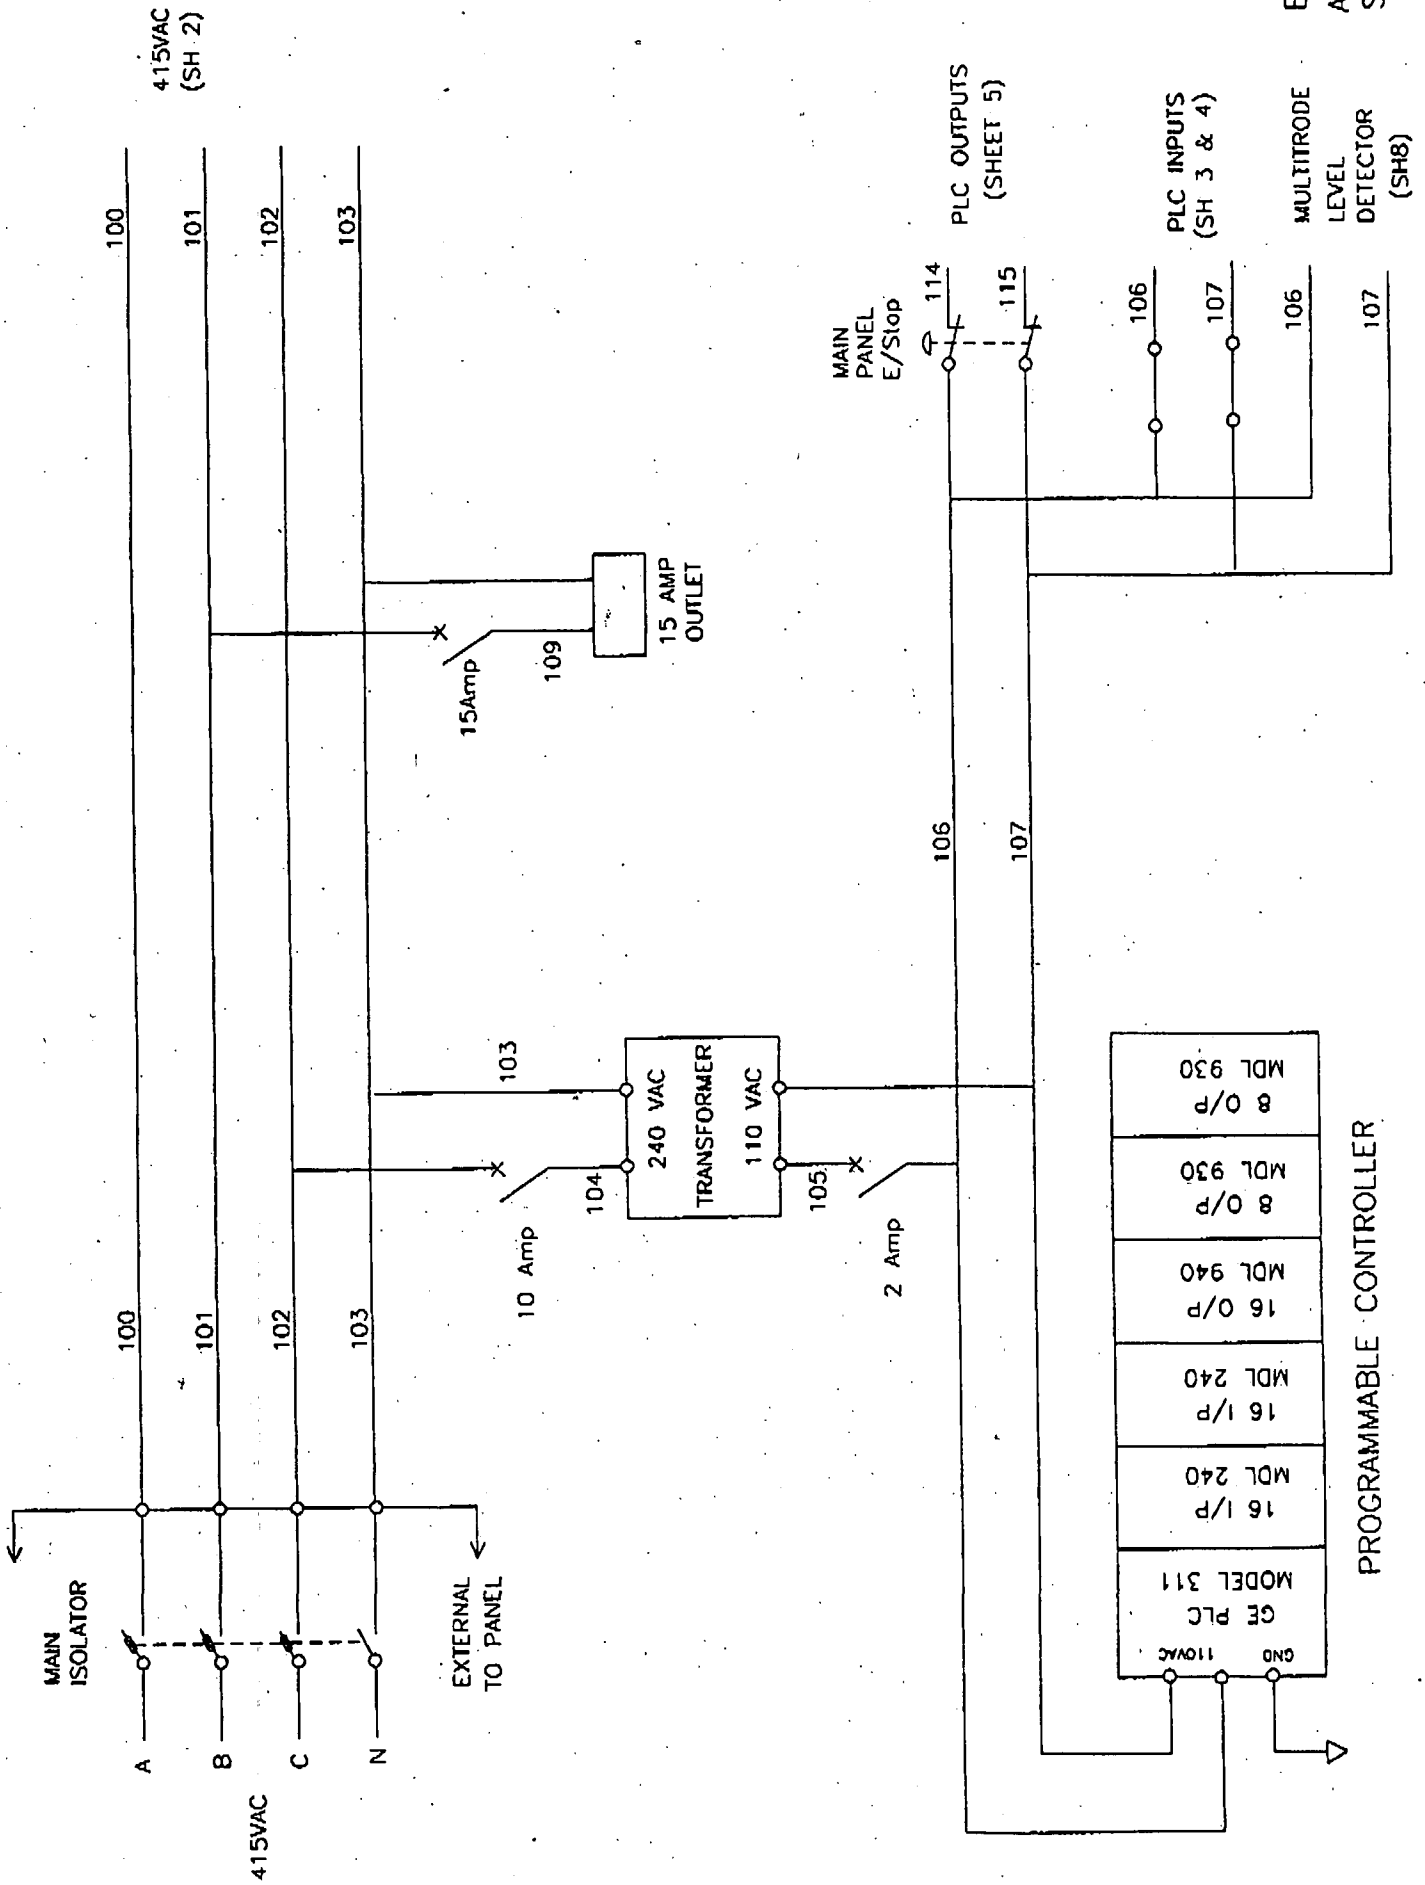 415VAC
(SH 2)
100
101
102
103
MAIN
ISOLATOR
A
B
C
N
415VAC
EXTERNAL
TO PANEL
100
101
102
103
10 Amp
104
103
240 VAC
TRANSFORMER
110 VAC
105
2 Amp
15Amp
109
15 AMP
OUTLET
106
107
MAIN
PANEL
E/Stop
114
115
PLC OUTPUTS
(SHEET 5)
106
107
PLC INPUTS
(SH 3 & 4)
106
107
MULTITRODE
LEVEL
DETECTOR
(SH8)
110VAC
GND
GE PLC
MODEL 311
16 I/P
MDL 240
16 I/P
MDL 240
16 O/P
MDL 940
8 O/P
MDL 930
8 O/P
MDL 930
PROGRAMMABLE CONTROLLER